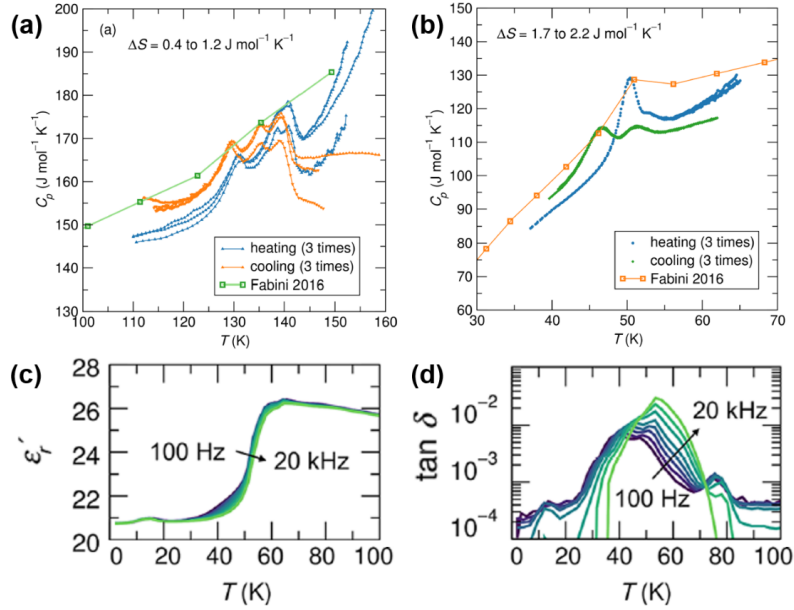 (a)
(a)
ΔS = 0.4 to 1.2 J mol⁻¹ K⁻¹
C_p (J mol⁻¹ K⁻¹)
200
190
180
170
160
150
140
130
heating (3 times)
cooling (3 times)
Fabini 2016
100 110 120 130 140 150 160
T (K)
(b)
ΔS = 1.7 to 2.2 J mol⁻¹ K⁻¹
C_p (J mol⁻¹ K⁻¹)
150
140
130
120
110
100
90
80
70
60
heating (3 times)
cooling (3 times)
Fabini 2016
30 40 50 60 70
T (K)
(c)
ε_r′
28
26
24
22
20
100 Hz
20 kHz
0 20 40 60 80 100
T (K)
(d)
tan δ
10⁻²
10⁻³
10⁻⁴
20 kHz
100 Hz
0 20 40 60 80 100
T (K)